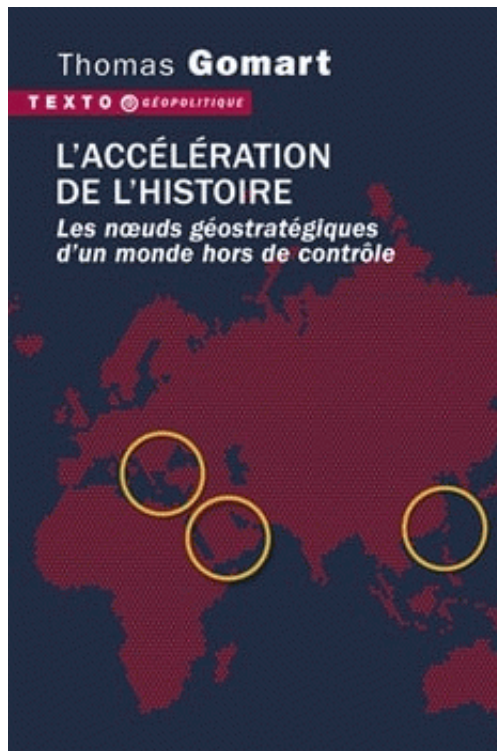 Thomas Gomart
TEXTO GÉOPOLITIQUE
L'ACCÉLÉRATION
DE L'HISTOIRE
Les nœuds géostratégiques
d'un monde hors de contrôle